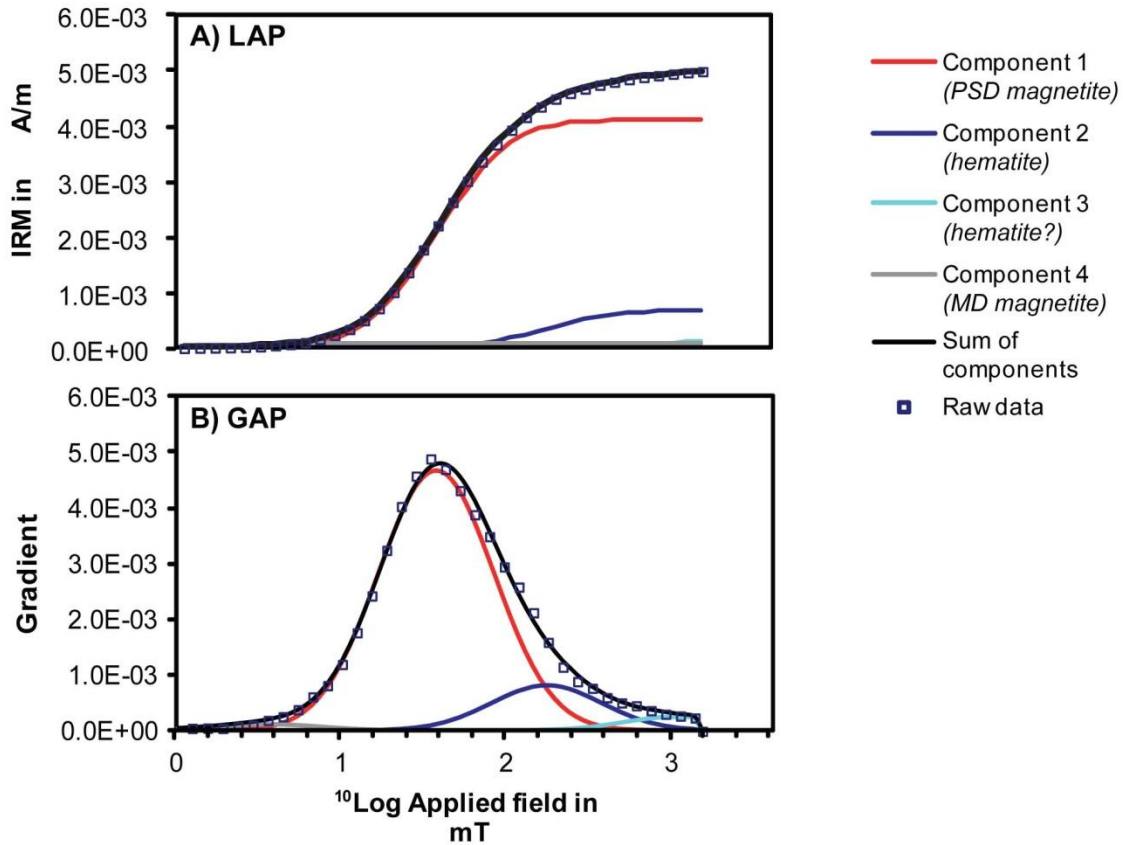 A) LAP
6.0E-03
5.0E-03
4.0E-03
3.0E-03
2.0E-03
1.0E-03
0.0E+00
IRM in A/m
B) GAP
6.0E-03
5.0E-03
4.0E-03
3.0E-03
2.0E-03
1.0E-03
0.0E+00
Gradient
0 1 2 3
¹⁰Log Applied field in
mT
Component 1
(PSD magnetite)
Component 2
(hematite)
Component 3
(hematite?)
Component 4
(MD magnetite)
Sum of
components
Raw data